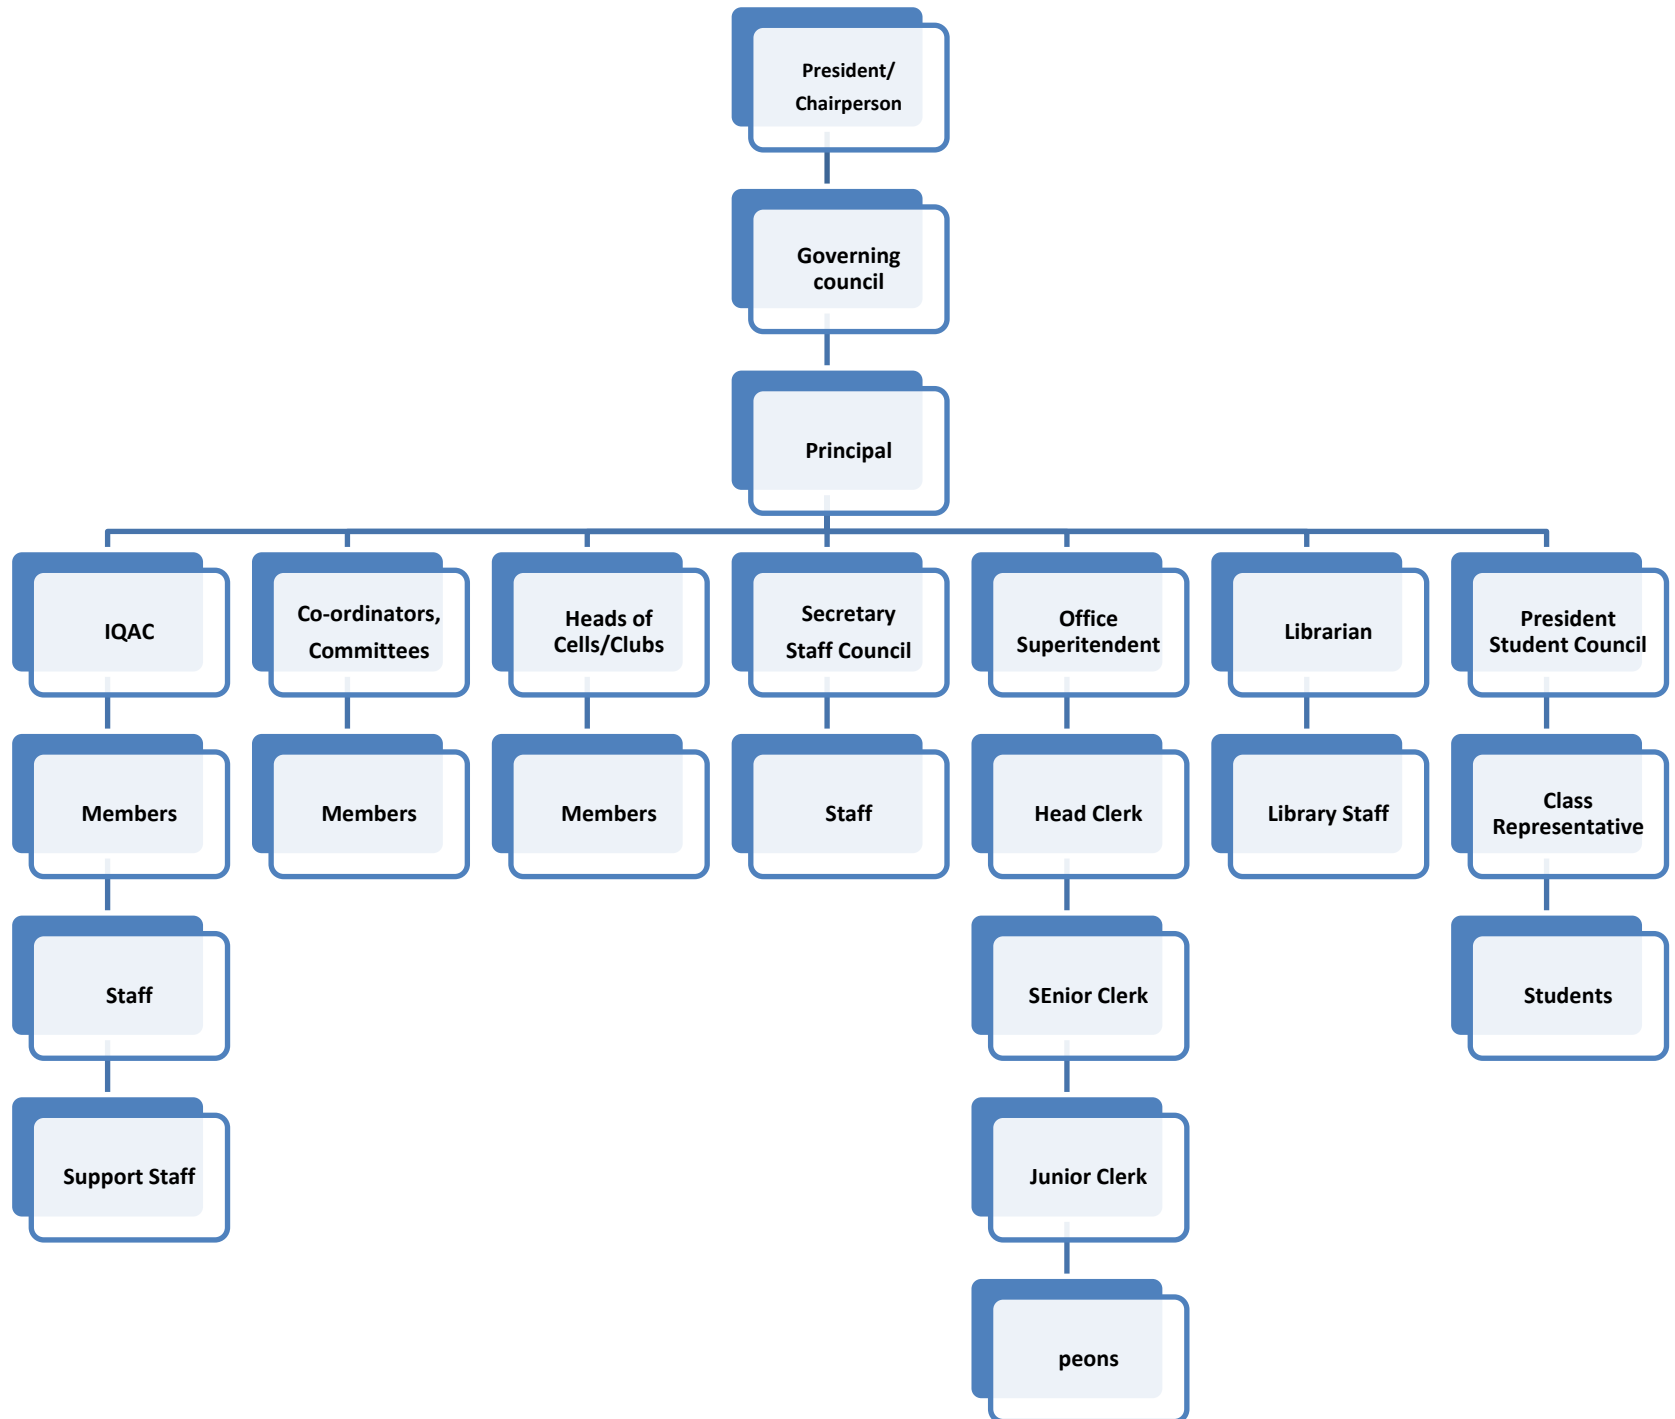 President/
Chairperson
Governing
council
Principal
IQAC
Co-ordinators,
Committees
Heads of
Cells/Clubs
Secretary
Staff Council
Office
Superitendent
Librarian
President
Student Council
Members
Members
Members
Staff
Head Clerk
Library Staff
Class
Representative
Staff
SEnior Clerk
Students
Support Staff
Junior Clerk
peons